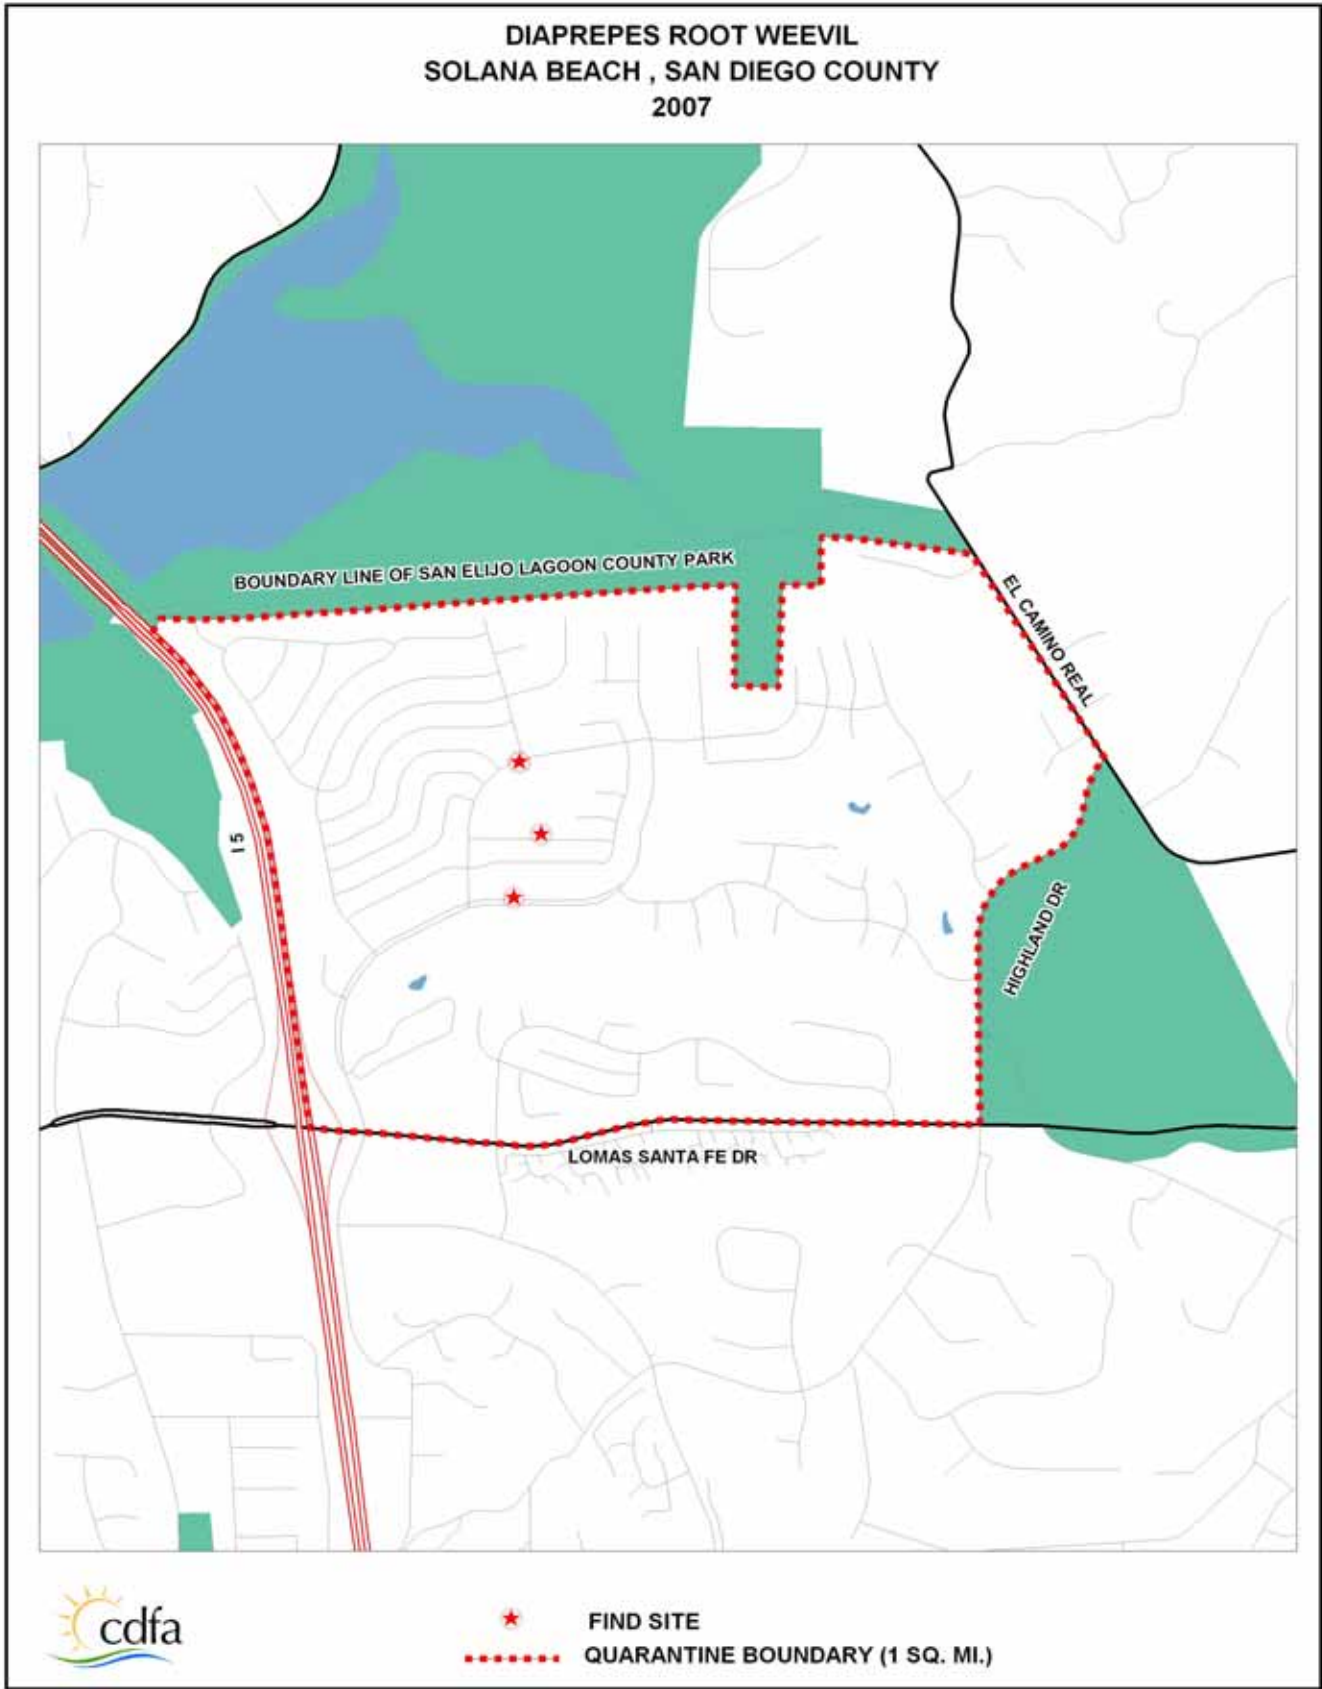 DIAPREPES ROOT WEEVIL
SOLANA BEACH , SAN DIEGO COUNTY
2007
BOUNDARY LINE OF SAN ELIJO LAGOON COUNTY PARK
EL CAMINO REAL
I 5
HIGHLAND DR
LOMAS SANTA FE DR
cdfa
FIND SITE
QUARANTINE BOUNDARY (1 SQ. MI.)